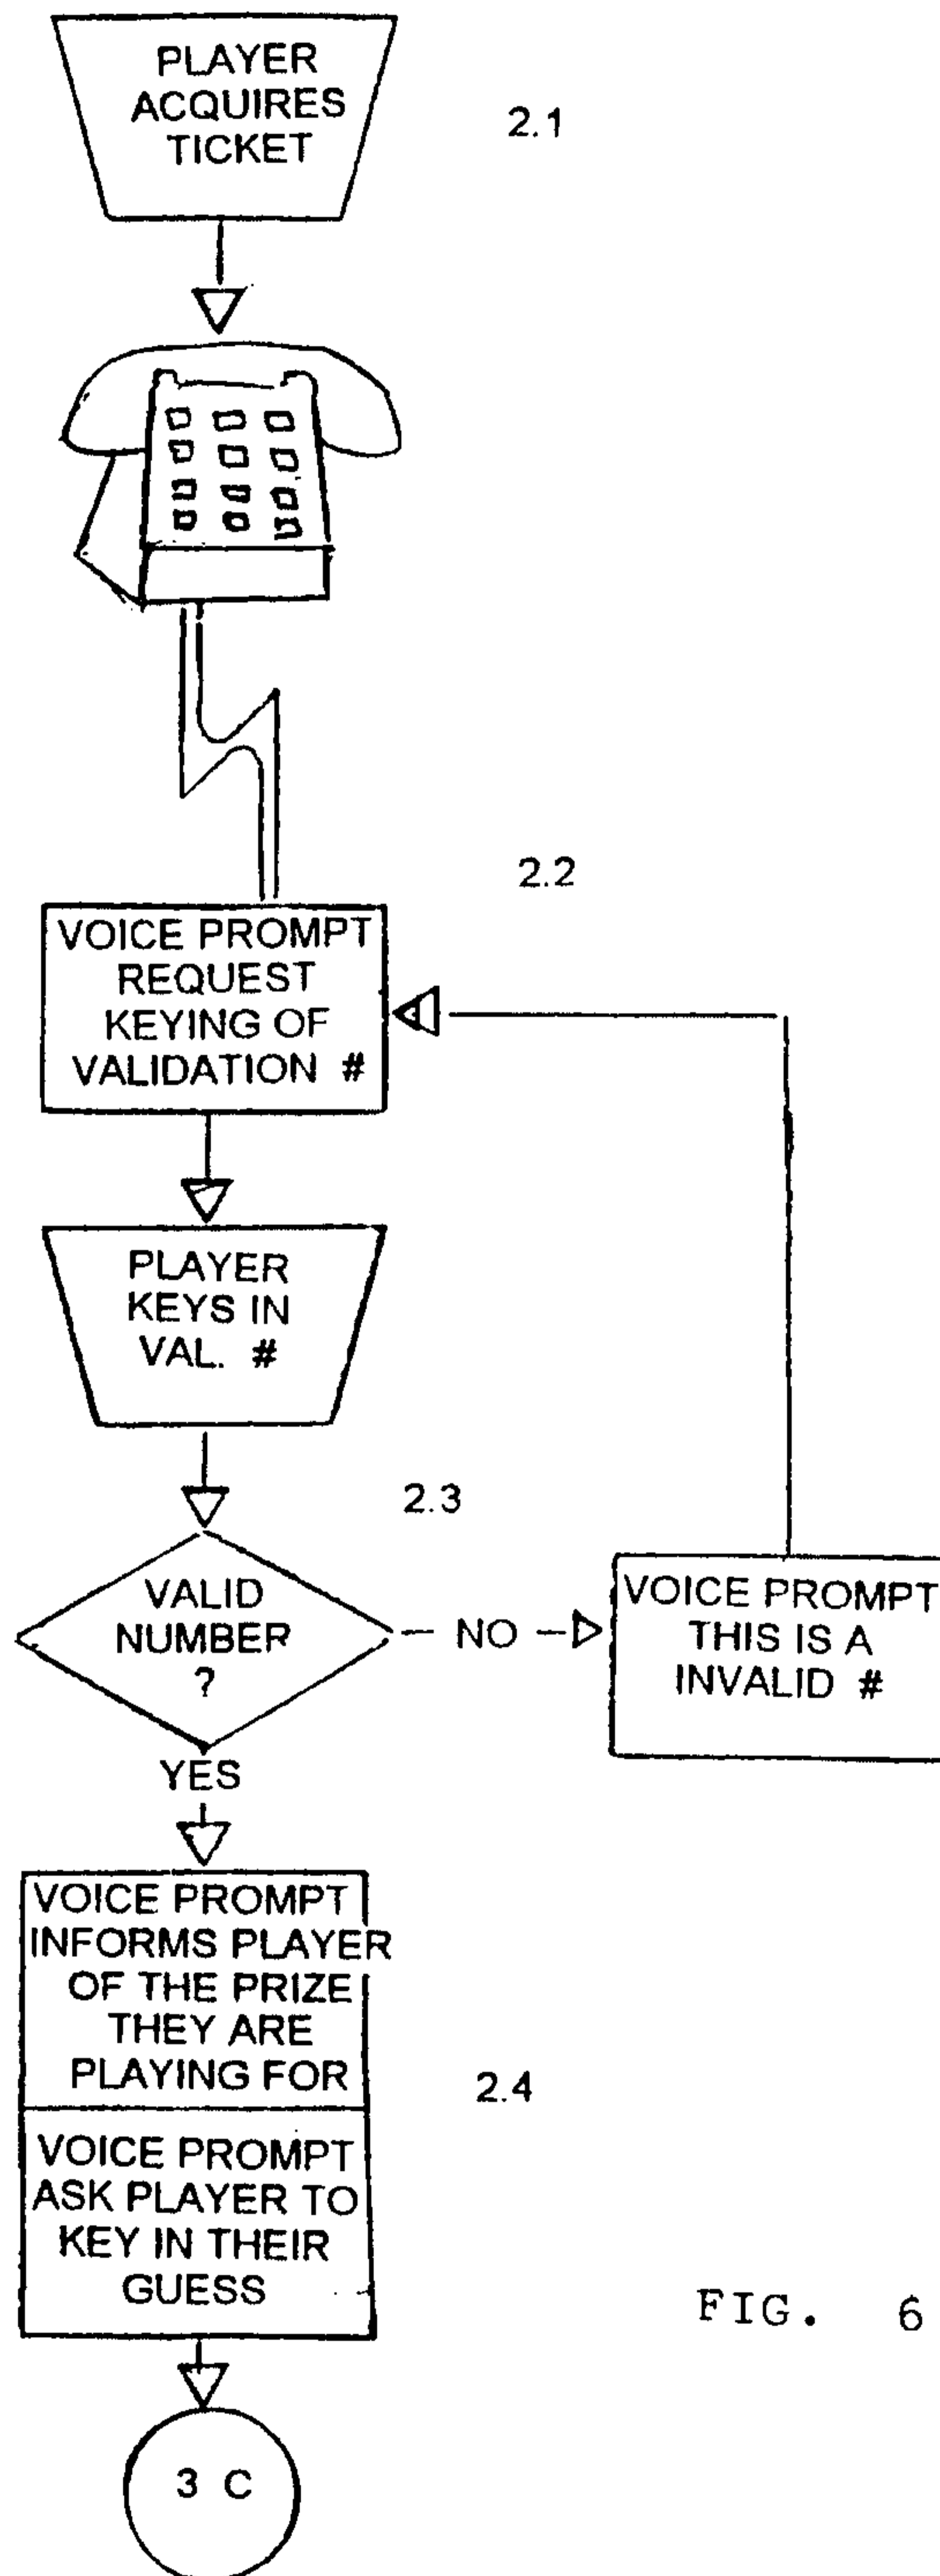 PLAYER
ACQUIRES
TICKET
2.1
2.2
VOICE PROMPT
REQUEST
KEYING OF
VALIDATION #
PLAYER
KEYS IN
VAL. #
2.3
VALID
NUMBER
?
NO
VOICE PROMPT
THIS IS A
INVALID #
YES
VOICE PROMPT
INFORMS PLAYER
OF THE PRIZE
THEY ARE
PLAYING FOR
2.4
VOICE PROMPT
ASK PLAYER TO
KEY IN THEIR
GUESS
FIG. 6
3 C